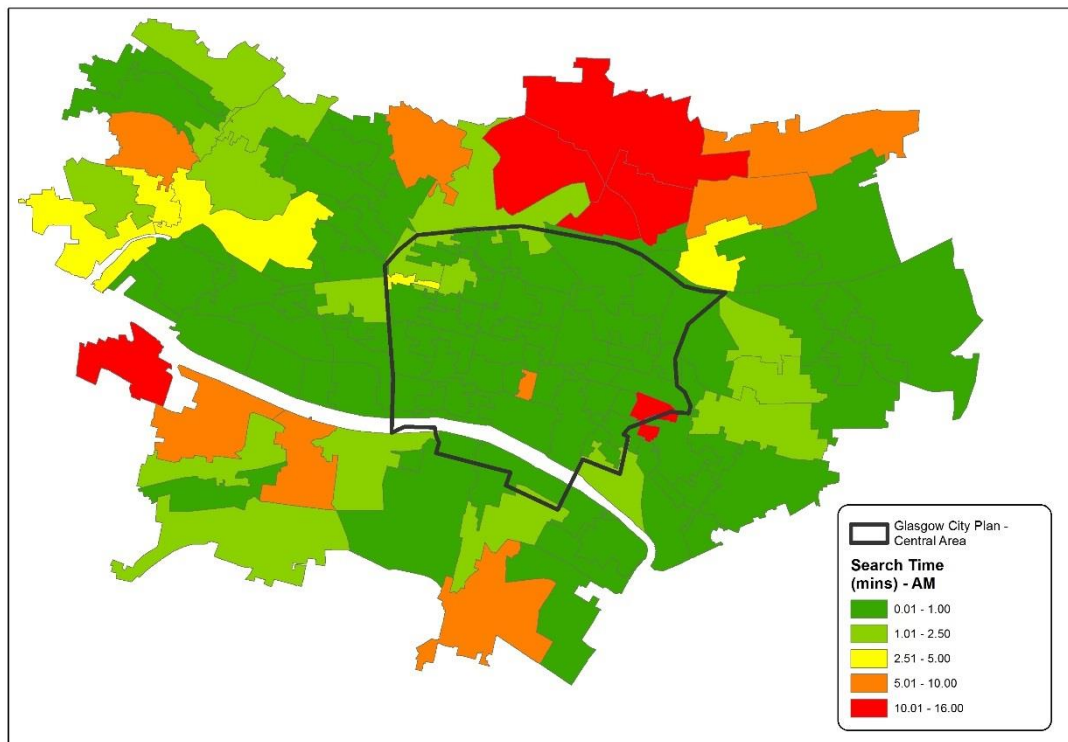 Glasgow City Plan -
Central Area
Search Time
(mins) - AM
0.01 - 1.00
1.01 - 2.50
2.51 - 5.00
5.01 - 10.00
10.01 - 16.00